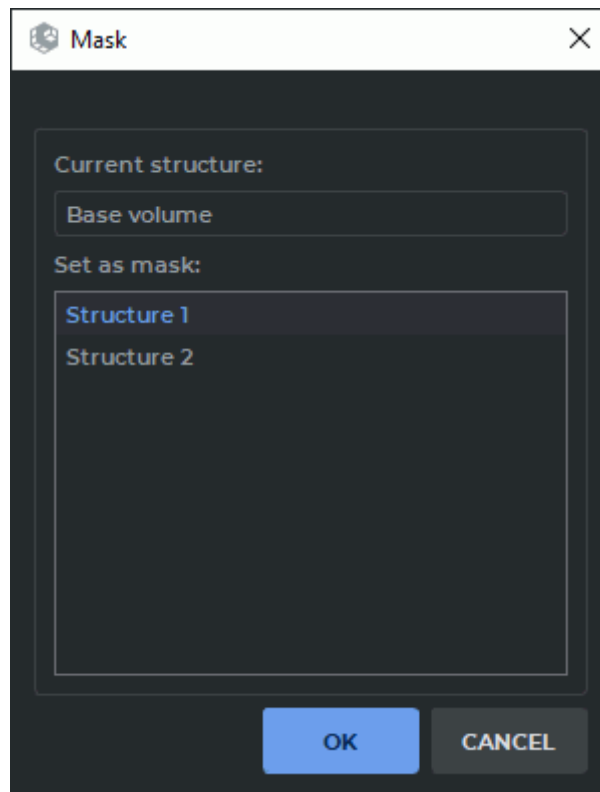 Mask
Current structure:
Base volume
Set as mask:
Structure 1
Structure 2
OK
CANCEL